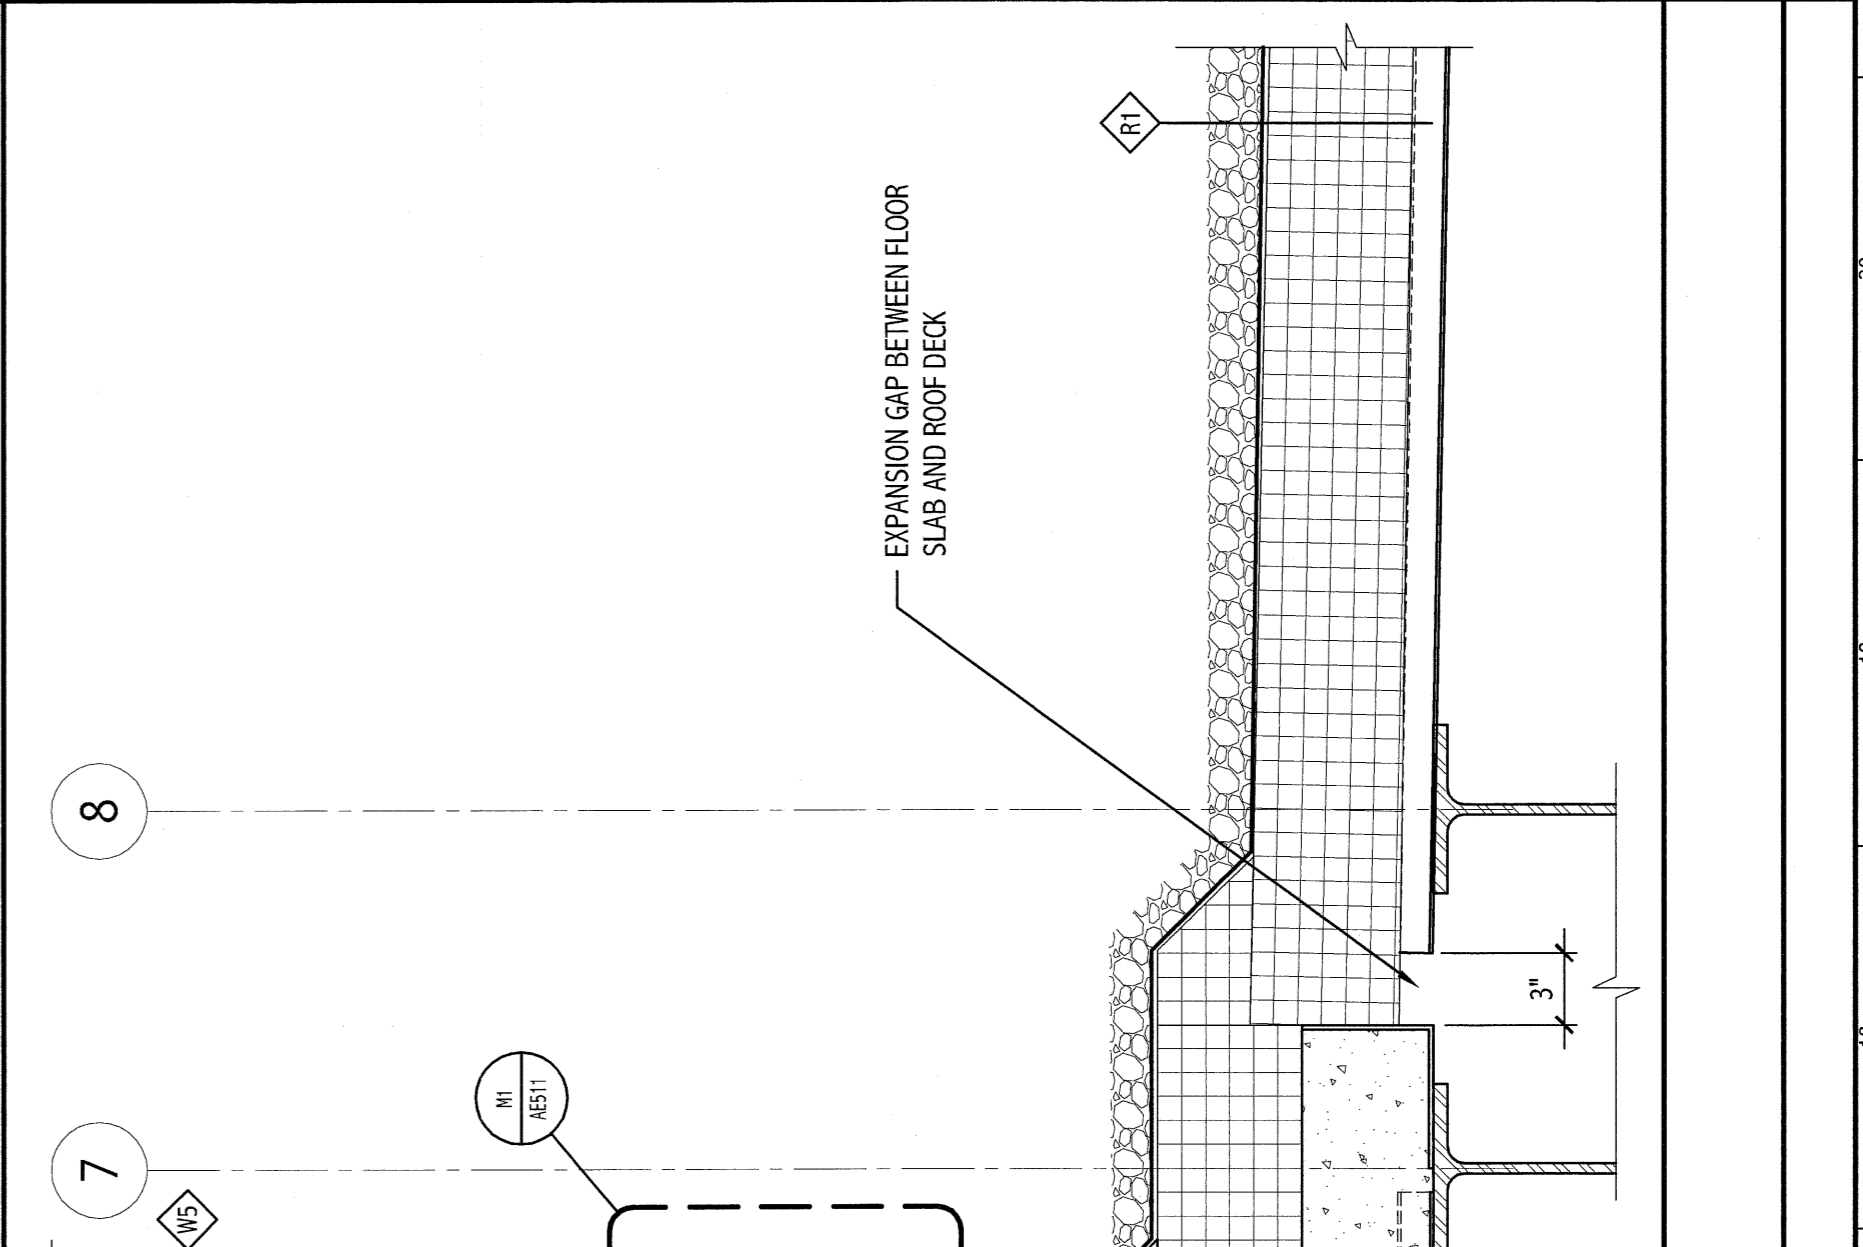 7
8
W5
M1
AE511
EXPANSION GAP BETWEEN FLOOR
SLAB AND ROOF DECK
R1
3"